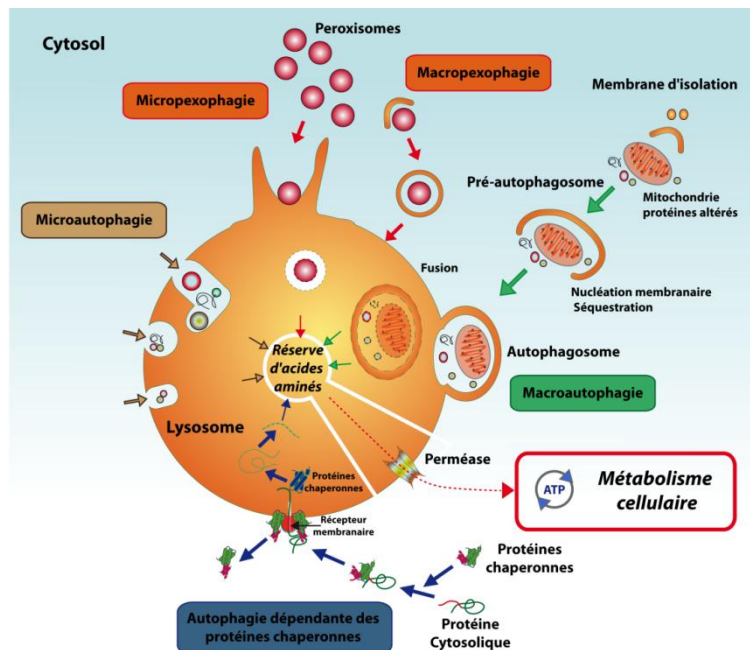 Cytosol
Peroxisomes
Micropexophagie
Macropexophagie
Membrane d'isolation
Pré-autophagosome
Mitochondrie
protéines altérés
Microautophagie
Fusion
Nucléation membranaire
Séquestration
Réserve
d'acides
aminés
Autophagosome
Macroautophagie
Lysosome
Perméase
Protéines
chaperonnes
ATP
Métabolisme
cellulaire
Récepteur
membranaire
Protéines
chaperonnes
Autophagie dépendante des
protéines chaperonnes
Protéine
Cytosolique